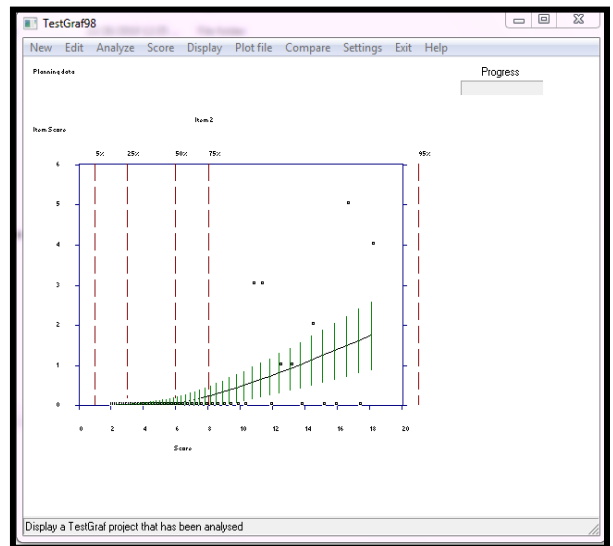 TestGraf98
New Edit Analyze Score Display Plot file Compare Settings Exit Help
Planning data
Progress
Item 2
Item Score
5% 25% 50% 75% 95%
6
5
4
3
2
1
0
0 2 4 6 8 10 12 14 16 18 20
Score
Display a TestGraf project that has been analysed